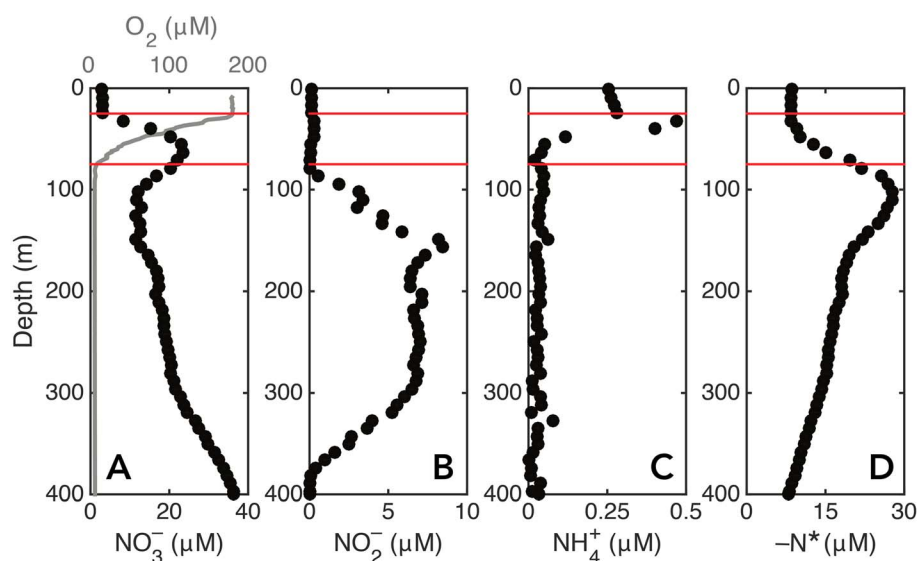 O₂ (μM)
0 100 200
0 0 0 0
100 100 100 100
200 200 200 200
300 300 300 300
400 400 400 400
Depth (m)
A B C D
0 20 40 0 5 10 0 0.25 0.5 0 15 30
NO₃⁻ (μM) NO₂⁻ (μM) NH₄⁺ (μM) –N* (μM)